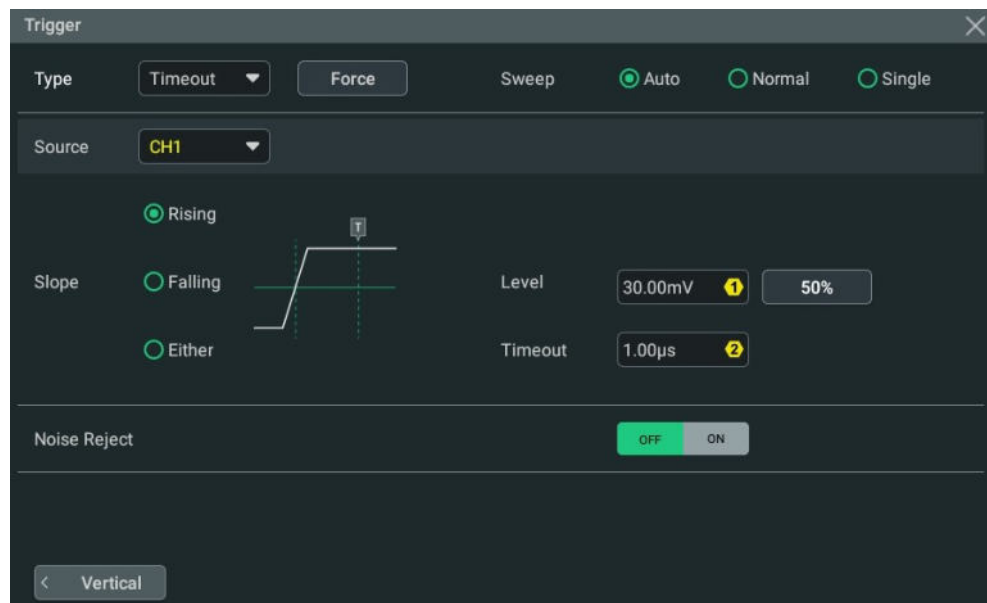 Trigger
Type Timeout Force Sweep Auto Normal Single
Source CH1
Rising
T
Slope Falling Level 30.00mV 1 50%
Either Timeout 1.00µs 2
Noise Reject OFF ON
< Vertical